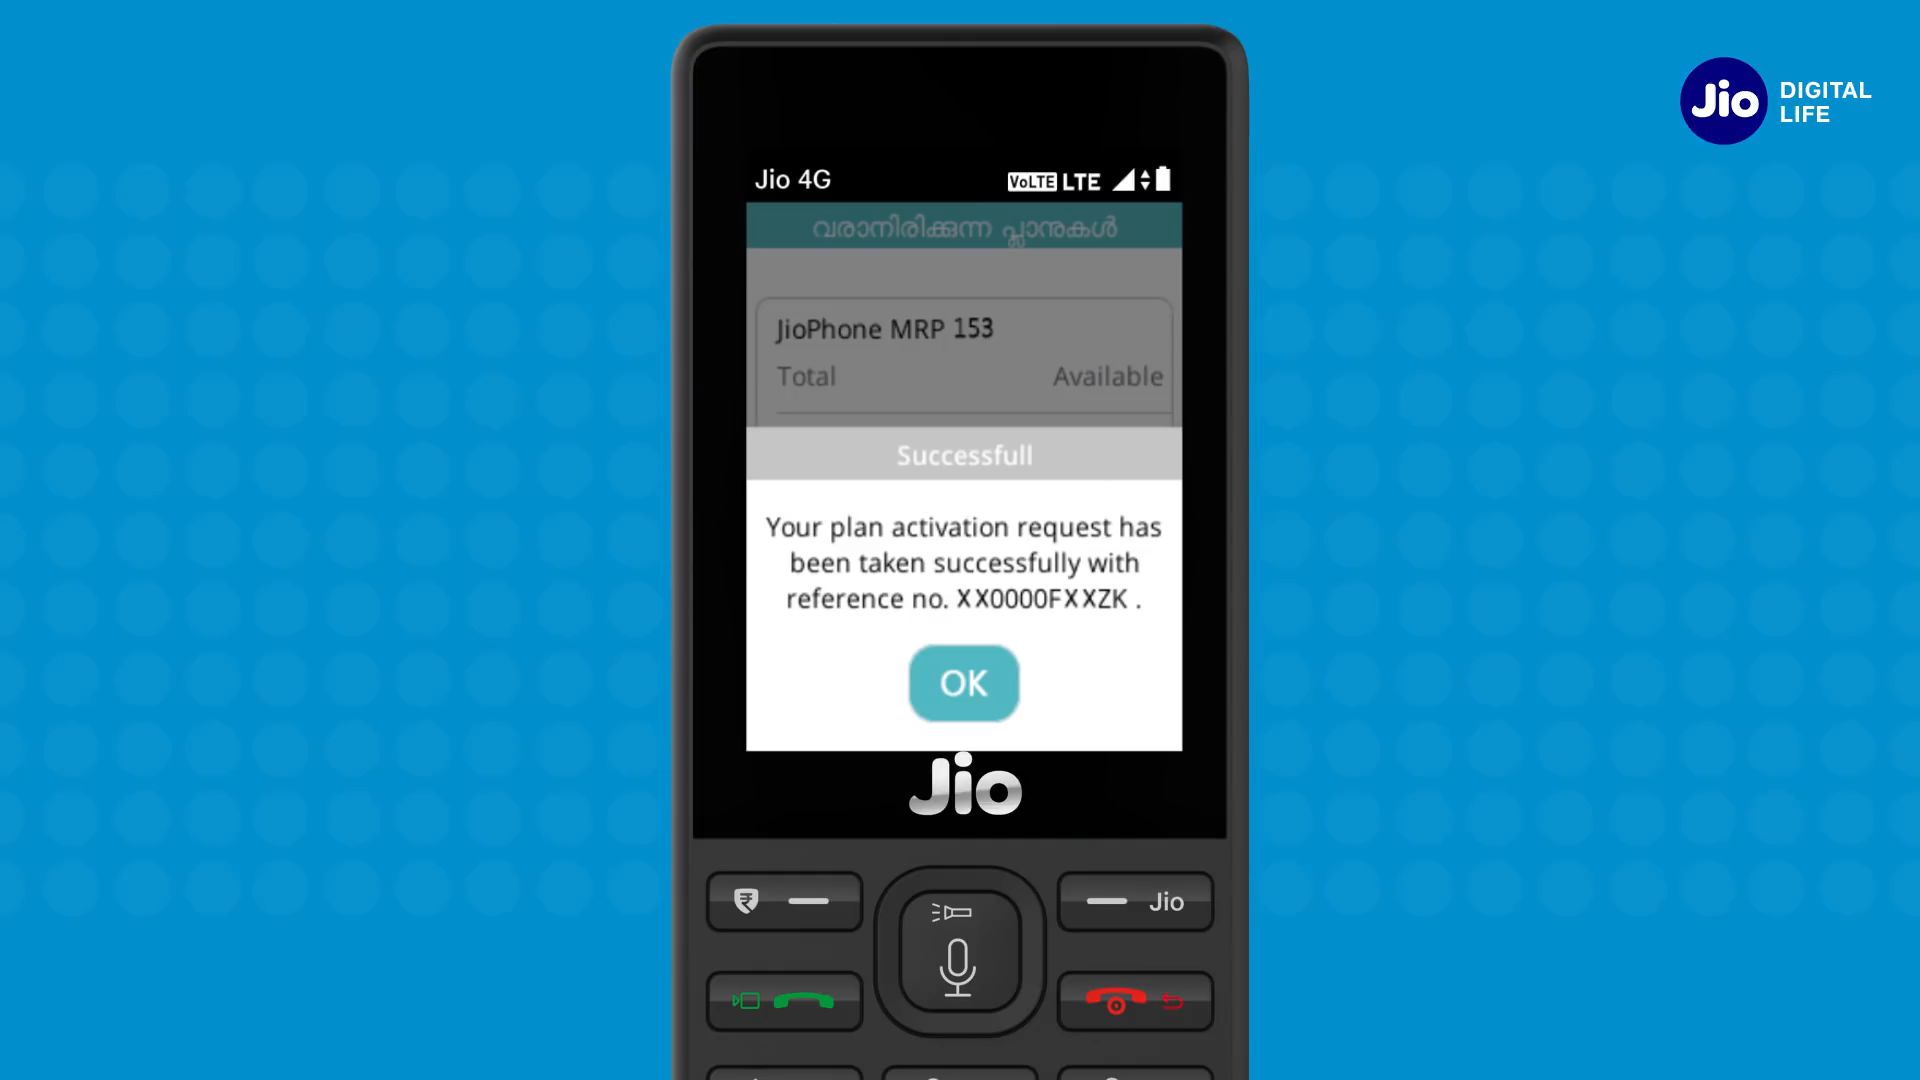 Jio DIGITAL
LIFE
Jio 4G VoLTE LTE
വരാനിരിക്കുന്ന പ്ലാനുകൾ
JioPhone MRP 153
Total Available
Successfull
Your plan activation request has
been taken successfully with
reference no. XX0000FXXZK .
OK
Jio
₹ Jio